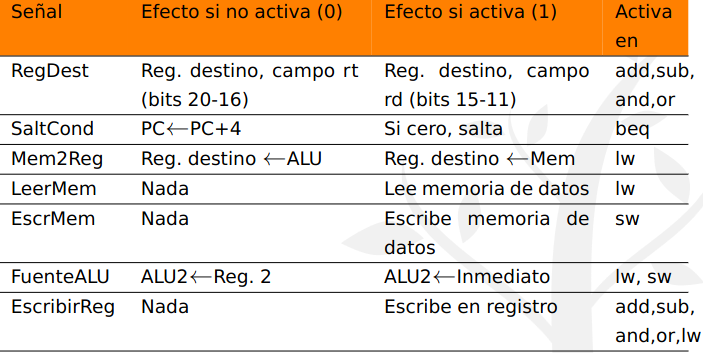 Señal Efecto si no activa (0) Efecto si activa (1) Activa
en
RegDest Reg. destino, campo rt Reg. destino, campo add,sub,
(bits 20-16) rd (bits 15-11) and,or
SaltCond PC←PC+4 Si cero, salta beq
Mem2Reg Reg. destino ←ALU Reg. destino ←Mem lw
LeerMem Nada Lee memoria de datos lw
EscrMem Nada Escribe memoria de sw
datos
FuenteALU ALU2←Reg. 2 ALU2←Inmediato lw, sw
EscribirReg Nada Escribe en registro add,sub,
and,or,lw